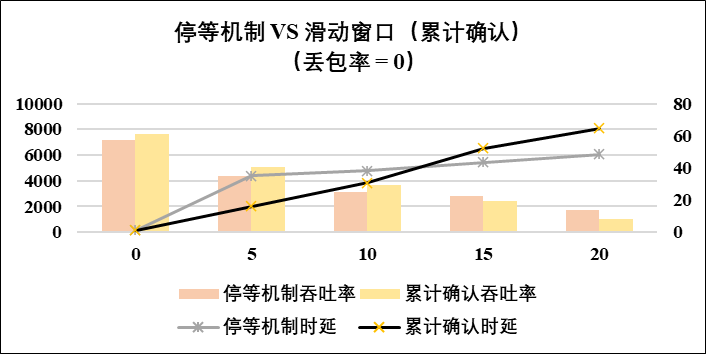 停等机制 VS 滑动窗口（累计确认）
（丢包率 = 0）
10000 80
8000 60
6000 40
4000 20
2000 0
0
0 5 10 15 20
停等机制吞吐率 累计确认吞吐率
停等机制时延 累计确认时延